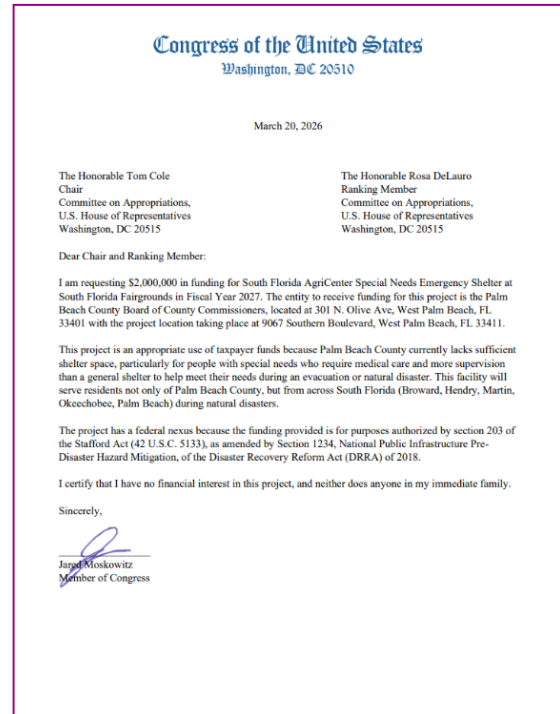 Congress of the United States
Washington, DC 20510
March 20, 2026
The Honorable Tom Cole
Chair
Committee on Appropriations,
U.S. House of Representatives
Washington, DC 20515
The Honorable Rosa DeLauro
Ranking Member
Committee on Appropriations,
U.S. House of Representatives
Washington, DC 20515
Dear Chair and Ranking Member:
I am requesting $2,000,000 in funding for South Florida AgriCenter Special Needs Emergency Shelter at
South Florida Fairgrounds in Fiscal Year 2027. The entity to receive funding for this project is the Palm
Beach County Board of County Commissioners, located at 301 N. Olive Ave, West Palm Beach, FL
33401 with the project location taking place at 9067 Southern Boulevard, West Palm Beach, FL 33411.
This project is an appropriate use of taxpayer funds because Palm Beach County currently lacks sufficient
shelter space, particularly for people with special needs who require medical care and more supervision
than a general shelter to help meet their needs during an evacuation or natural disaster. This facility will
serve residents not only of Palm Beach County, but from across South Florida (Broward, Hendry, Martin,
Okeechobee, Palm Beach) during natural disasters.
The project has a federal nexus because the funding provided is for purposes authorized by section 203 of
the Stafford Act (42 U.S.C. 5133), as amended by Section 1234, National Public Infrastructure Pre-
Disaster Hazard Mitigation, of the Disaster Recovery Reform Act (DRRA) of 2018.
I certify that I have no financial interest in this project, and neither does anyone in my immediate family.
Sincerely,
Jared Moskowitz
Member of Congress